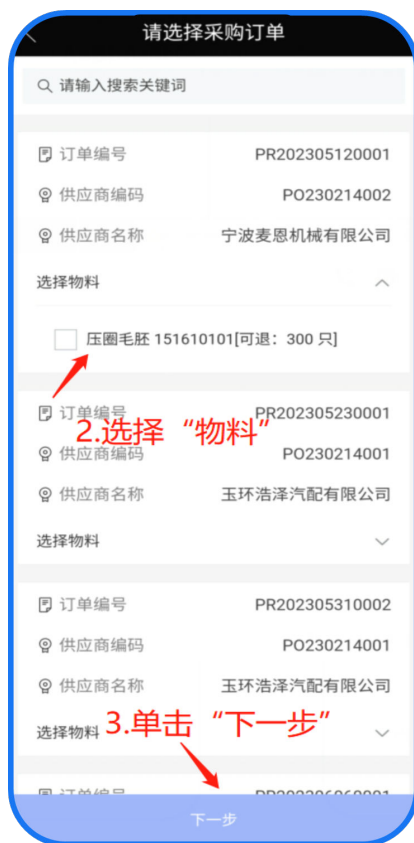 请选择采购订单
请输入搜索关键词
订单编号 PR202305120001
供应商编码 PO230214002
供应商名称 宁波麦恩机械有限公司
选择物料
压圈毛胚 151610101[可退：300 只]
订单编号 PR202305230001
2.选择“物料”
供应商编码 PO230214001
供应商名称 玉环浩泽汽配有限公司
选择物料
订单编号 PR202305310002
供应商编码 PO230214001
供应商名称 玉环浩泽汽配有限公司
选择物料
3.单击“下一步”
下一步